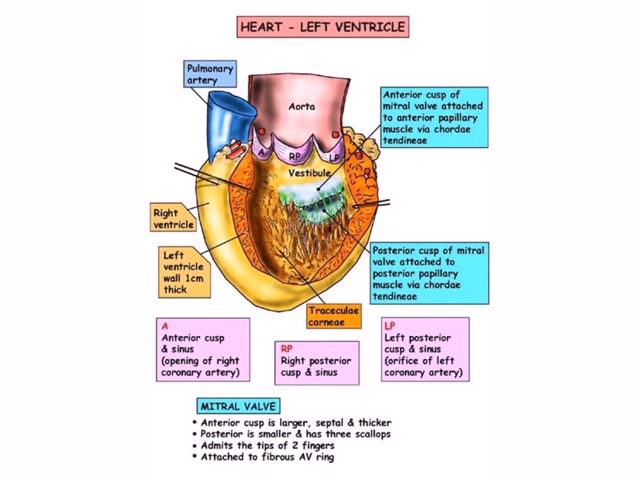 HEART - LEFT VENTRICLE
Pulmonary
artery
Aorta
Anterior cusp of
mitral valve attached
to anterior papillary
muscle via chordae
tendineae
A
RP
LP
Vestibule
Right
ventricle
Left
ventricle
wall 1cm
thick
Posterior cusp of mitral
valve attached to
posterior papillary
muscle via chordae
tendineae
Traceculae
carneae
A
Anterior cusp
& sinus
(opening of right
coronary artery)
RP
Right posterior
cusp & sinus
LP
Left posterior
cusp & sinus
(orifice of left
coronary artery)
MITRAL VALVE
• Anterior cusp is larger, septal & thicker
• Posterior is smaller & has three scallops
• Admits the tips of 2 fingers
• Attached to fibrous AV ring